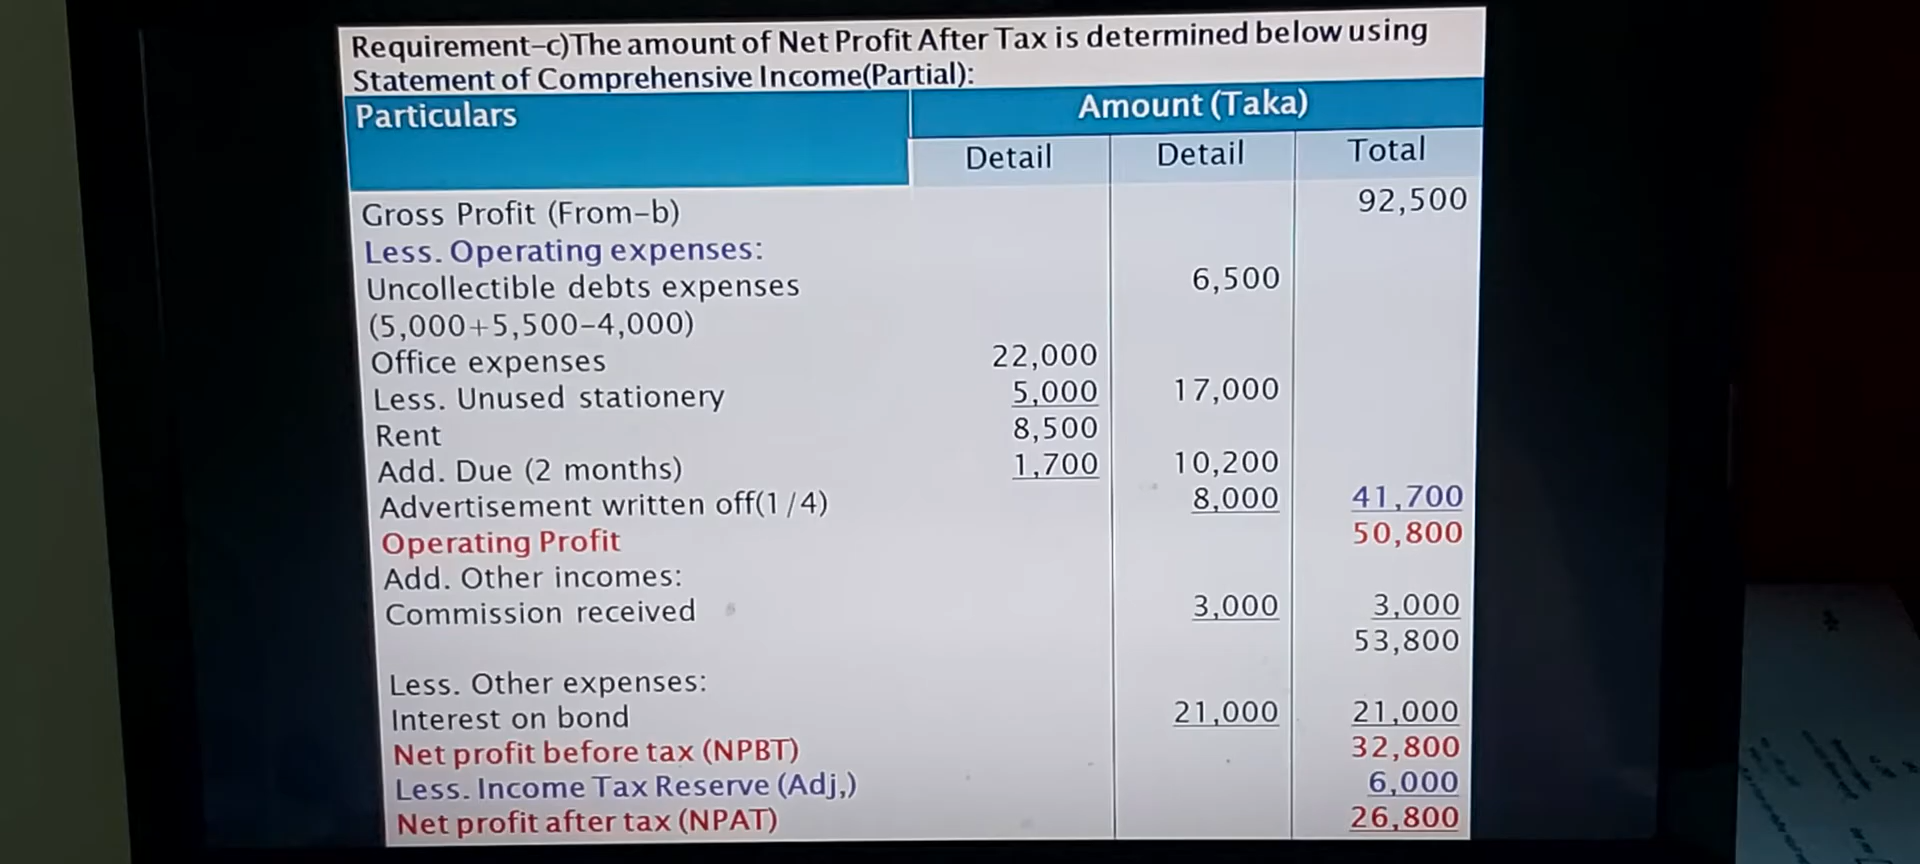 Requirement-c)The amount of Net Profit After Tax is determined below using
Statement of Comprehensive Income(Partial):
Particulars Amount (Taka)
Detail Detail Total
Gross Profit (From-b) 92,500
Less. Operating expenses:
Uncollectible debts expenses 6,500
(5,000+5,500-4,000)
Office expenses 22,000
Less. Unused stationery 5,000 17,000
Rent 8,500
Add. Due (2 months) 1,700 10,200
Advertisement written off(1/4) 8,000 41,700
Operating Profit 50,800
Add. Other incomes:
Commission received 3,000 3,000
53,800
Less. Other expenses:
Interest on bond 21,000 21,000
Net profit before tax (NPBT) 32,800
Less. Income Tax Reserve (Adj,) 6,000
Net profit after tax (NPAT) 26,800